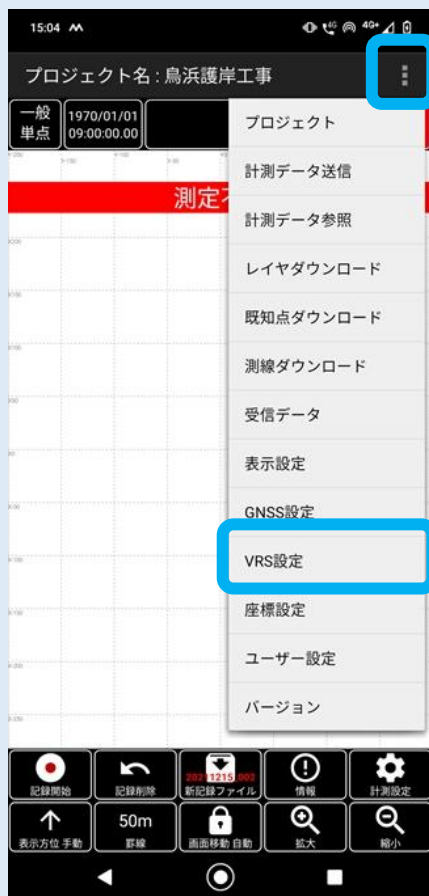 15:04
4G 4G+
プロジェクト名 : 鳥浜護岸工事
一般
単点
1970/01/01
09:00:00.00
測定不
プロジェクト
計測データ送信
計測データ参照
レイヤダウンロード
既知点ダウンロード
測線ダウンロード
受信データ
表示設定
GNSS設定
VRS設定
座標設定
ユーザー設定
バージョン
記録開始
記録削除
20211215_002
新記録ファイル
情報
計測設定
表示方位 手動
50m
罫線
画面移動 自動
拡大
縮小